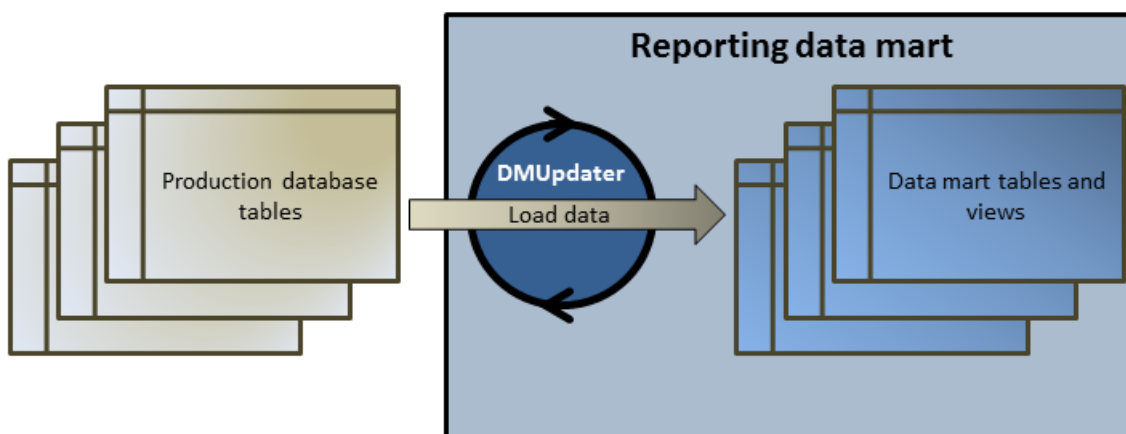 Reporting data mart
Production database
tables
DMUpdater
Load data
Data mart tables and
views